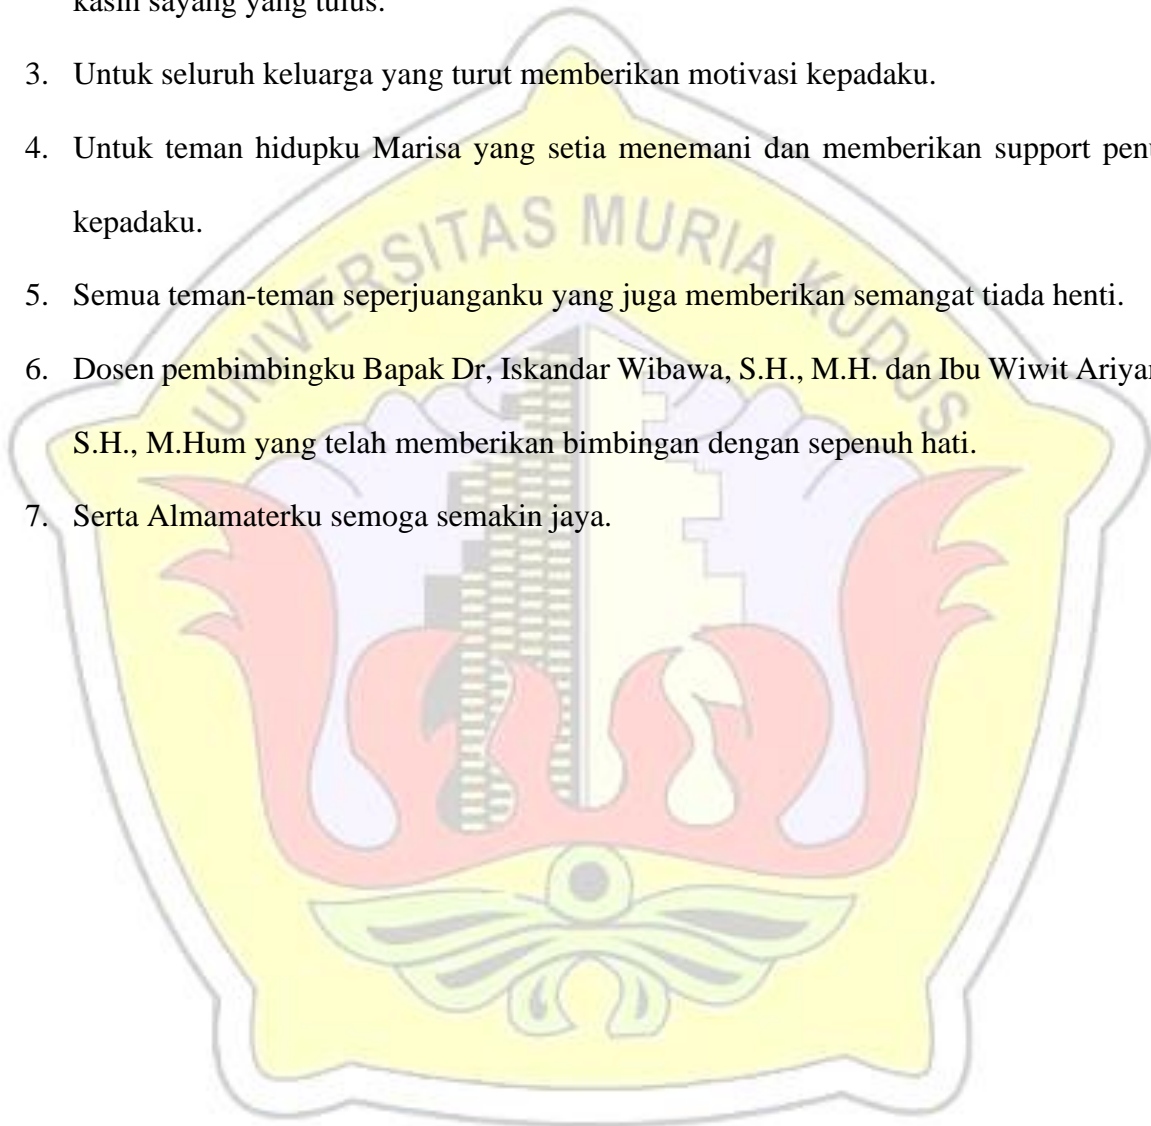 kasih sayang yang tulus.
3. Untuk seluruh keluarga yang turut memberikan motivasi kepadaku.
4. Untuk teman hidupku Marisa yang setia menemani dan memberikan support
kepadaku.
5. Semua teman-teman seperjuanganku yang juga memberikan semangat tiada henti.
6. Dosen pembimbingku Bapak Dr, Iskandar Wibawa, S.H., M.H. dan Ibu Wiwit
S.H., M.Hum yang telah memberikan bimbingan dengan sepenuh hati.
7. Serta Almamaterku semoga semakin jaya.
UNIVERSITAS MURIA KUDUS